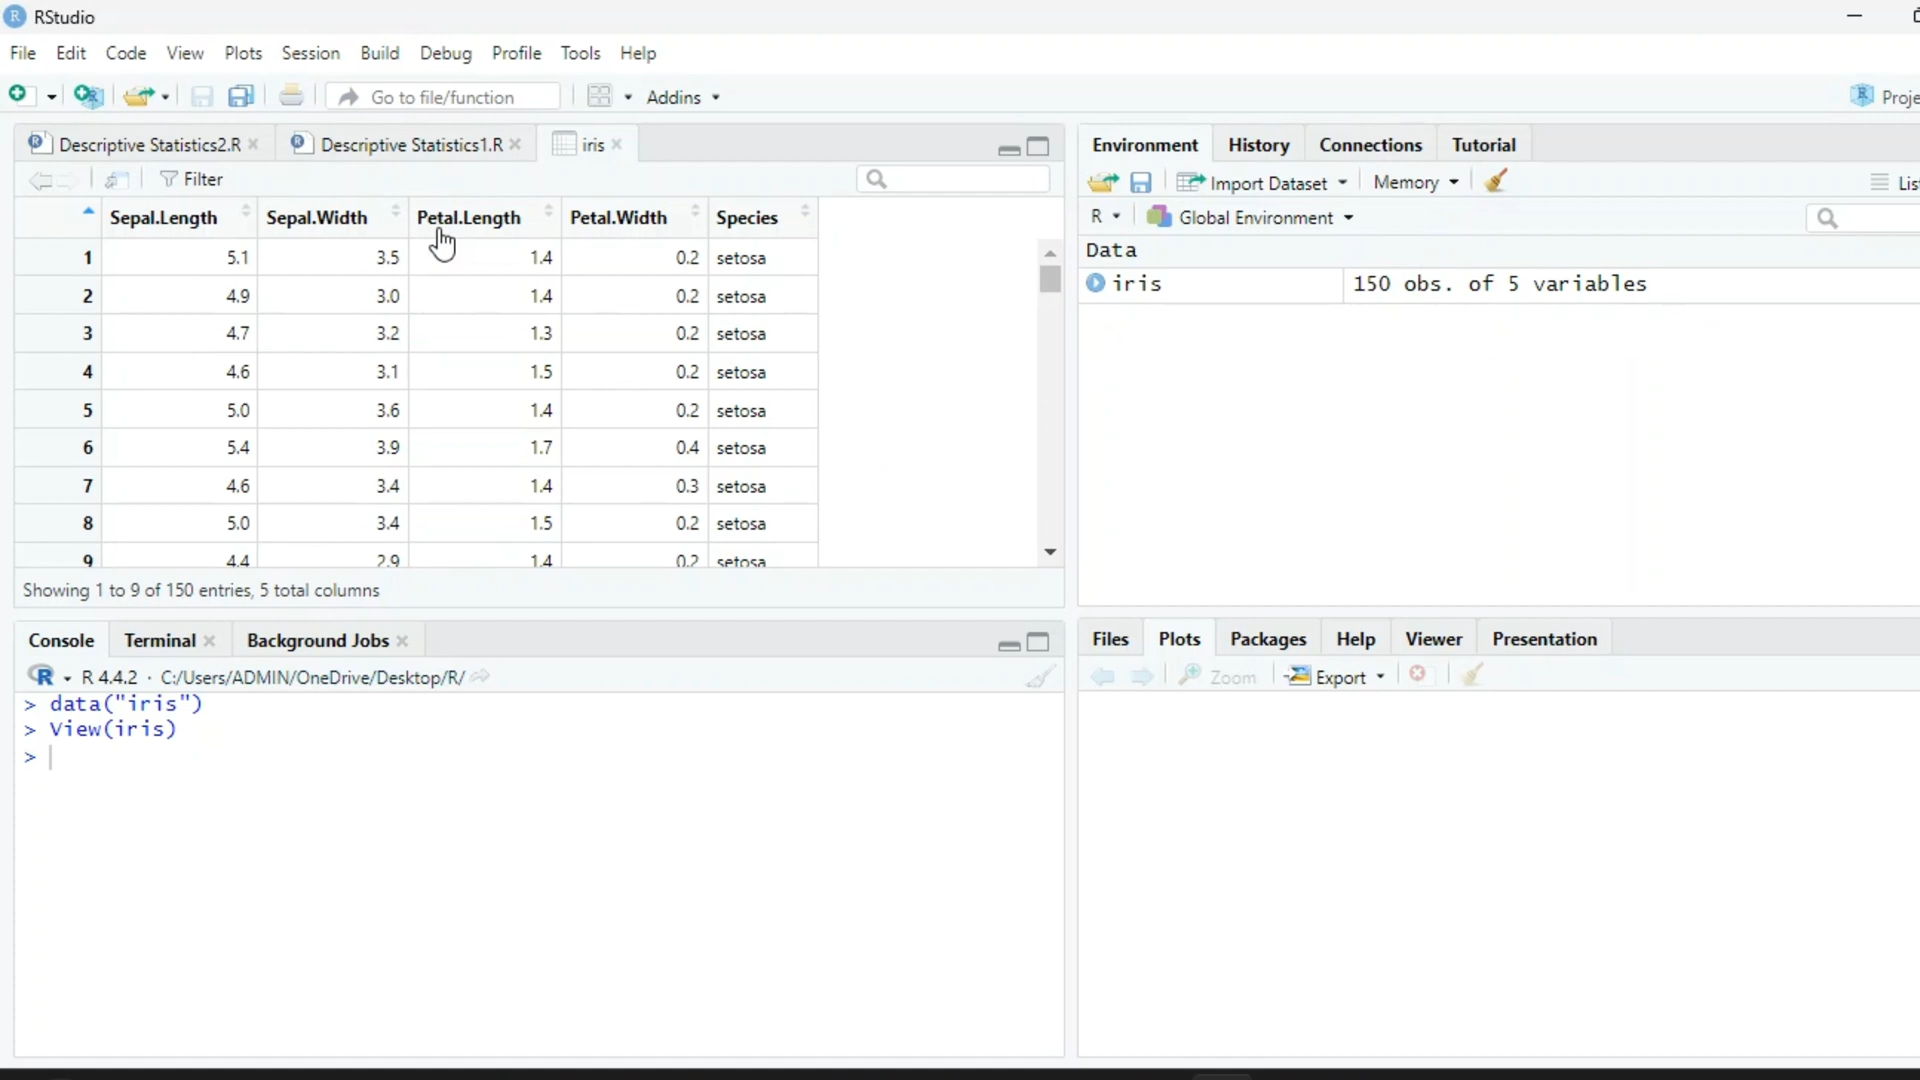 RStudio
File Edit Code View Plots Session Build Debug Profile Tools Help
Go to file/function Addins
Descriptive Statistics2.R Descriptive Statistics1.R iris
Filter
Sepal.Length Sepal.Width Petal.Length Petal.Width Species
1 5.1 3.5 1.4 0.2 setosa
2 4.9 3.0 1.4 0.2 setosa
3 4.7 3.2 1.3 0.2 setosa
4 4.6 3.1 1.5 0.2 setosa
5 5.0 3.6 1.4 0.2 setosa
6 5.4 3.9 1.7 0.4 setosa
7 4.6 3.4 1.4 0.3 setosa
8 5.0 3.4 1.5 0.2 setosa
9 4.4 2.9 1.4 0.2 setosa
Showing 1 to 9 of 150 entries, 5 total columns
Console Terminal Background Jobs
R 4.4.2 · C:/Users/ADMIN/OneDrive/Desktop/R/
> data("iris")
> View(iris)
>
Proje
Environment History Connections Tutorial
Import Dataset Memory Lis
R Global Environment
Data
iris 150 obs. of 5 variables
Files Plots Packages Help Viewer Presentation
Zoom Export